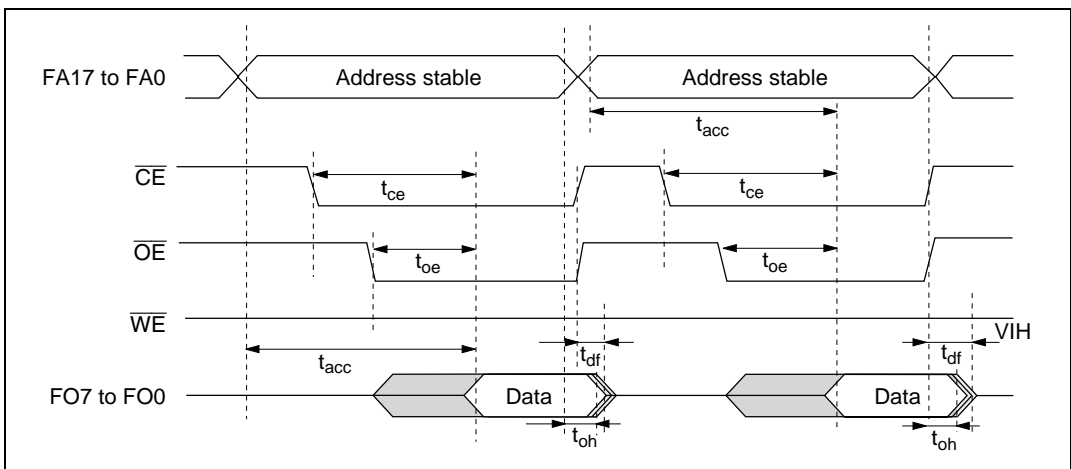 FA17 to FA0 Address stable Address stable
tacc
CE tce tce
OE toe toe
WE VIH
tacc tdf tdf
FO7 to FO0 Data Data
toh toh